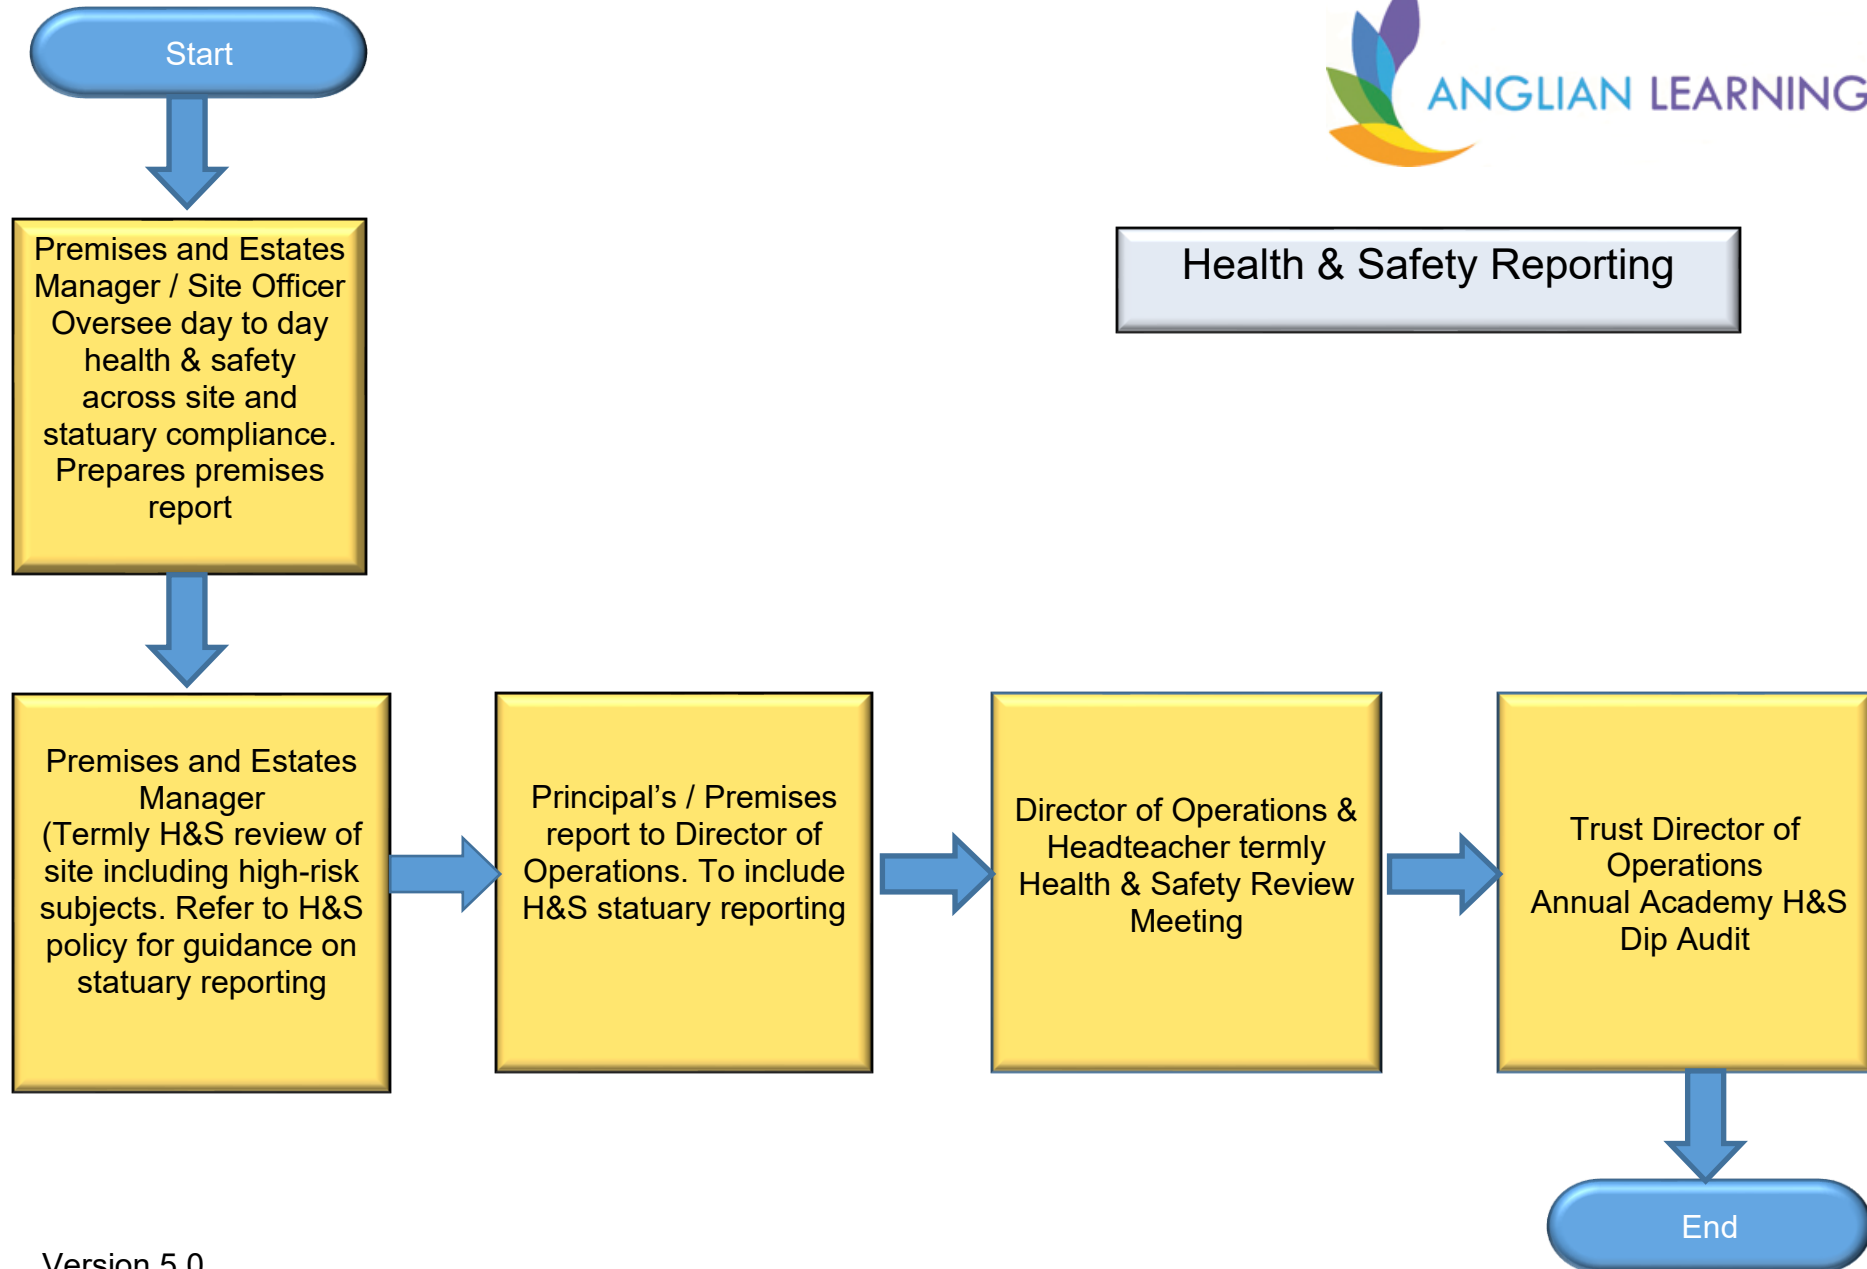 Start
ANGLIAN LEARNING
Health & Safety Reporting
Premises and Estates
Manager / Site Officer
Oversee day to day
health & safety
across site and
statuary compliance.
Prepares premises
report
Premises and Estates
Manager
(Termly H&S review of
site including high-risk
subjects. Refer to H&S
policy for guidance on
statuary reporting
Principal’s / Premises
report to Director of
Operations. To include
H&S statuary reporting
Director of Operations &
Headteacher termly
Health & Safety Review
Meeting
Trust Director of
Operations
Annual Academy H&S
Dip Audit
End
Version 5.0